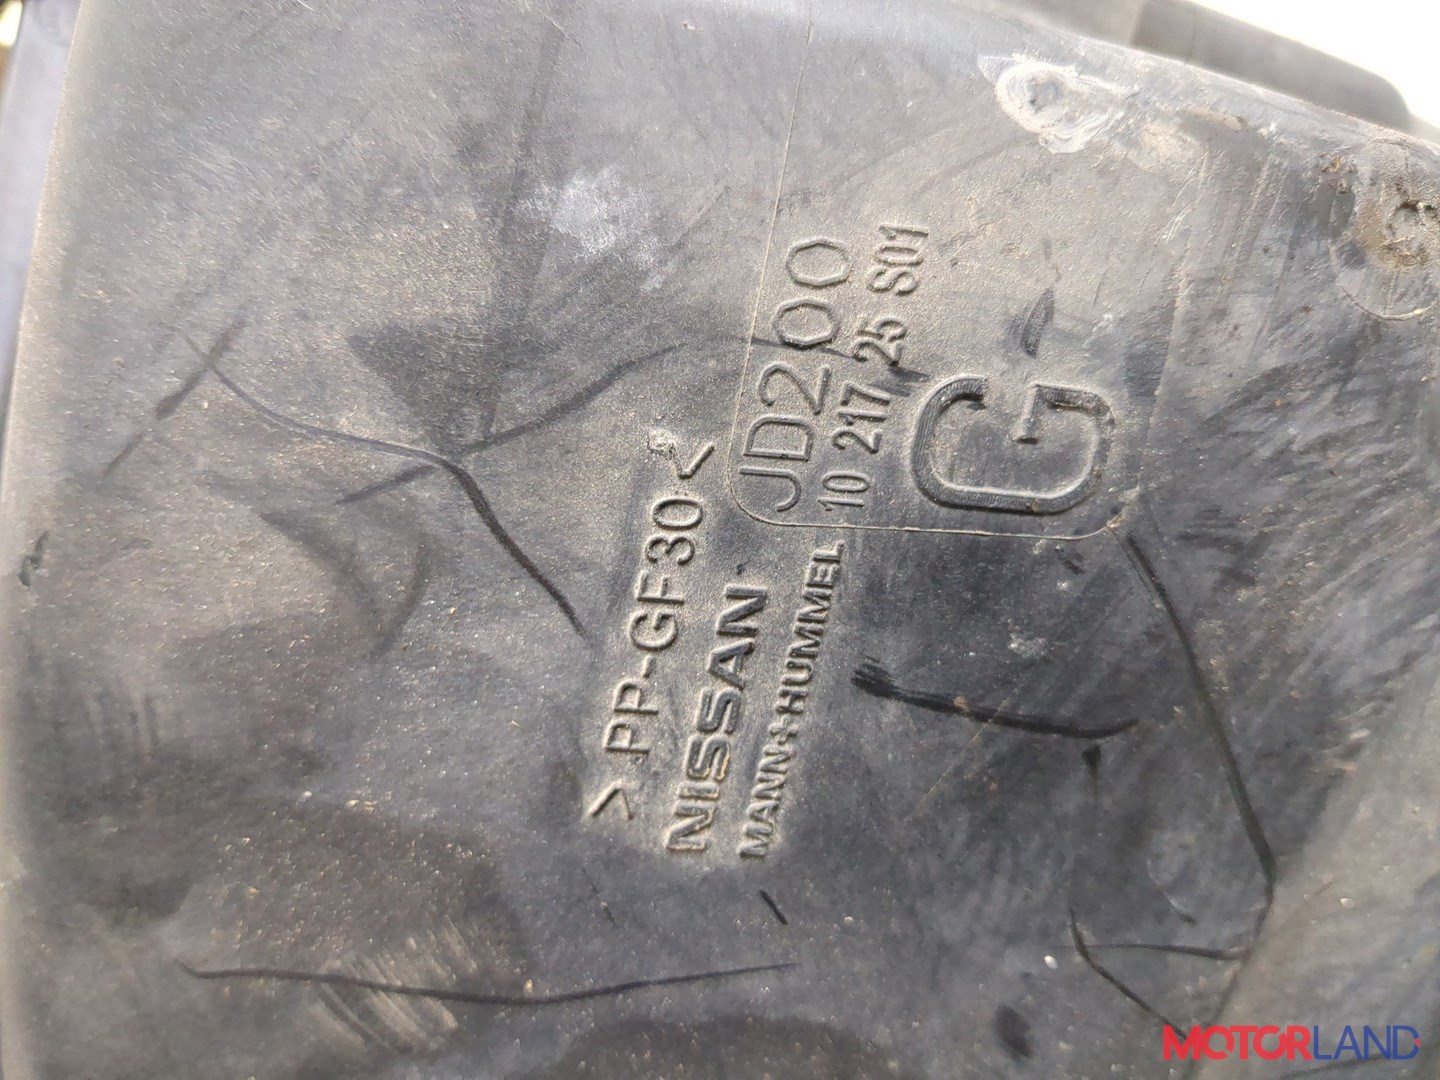 >PP-GF30<
NISSAN
MANN+HUMMEL
JD200
10 217 25 S01
G
MOTORLAND